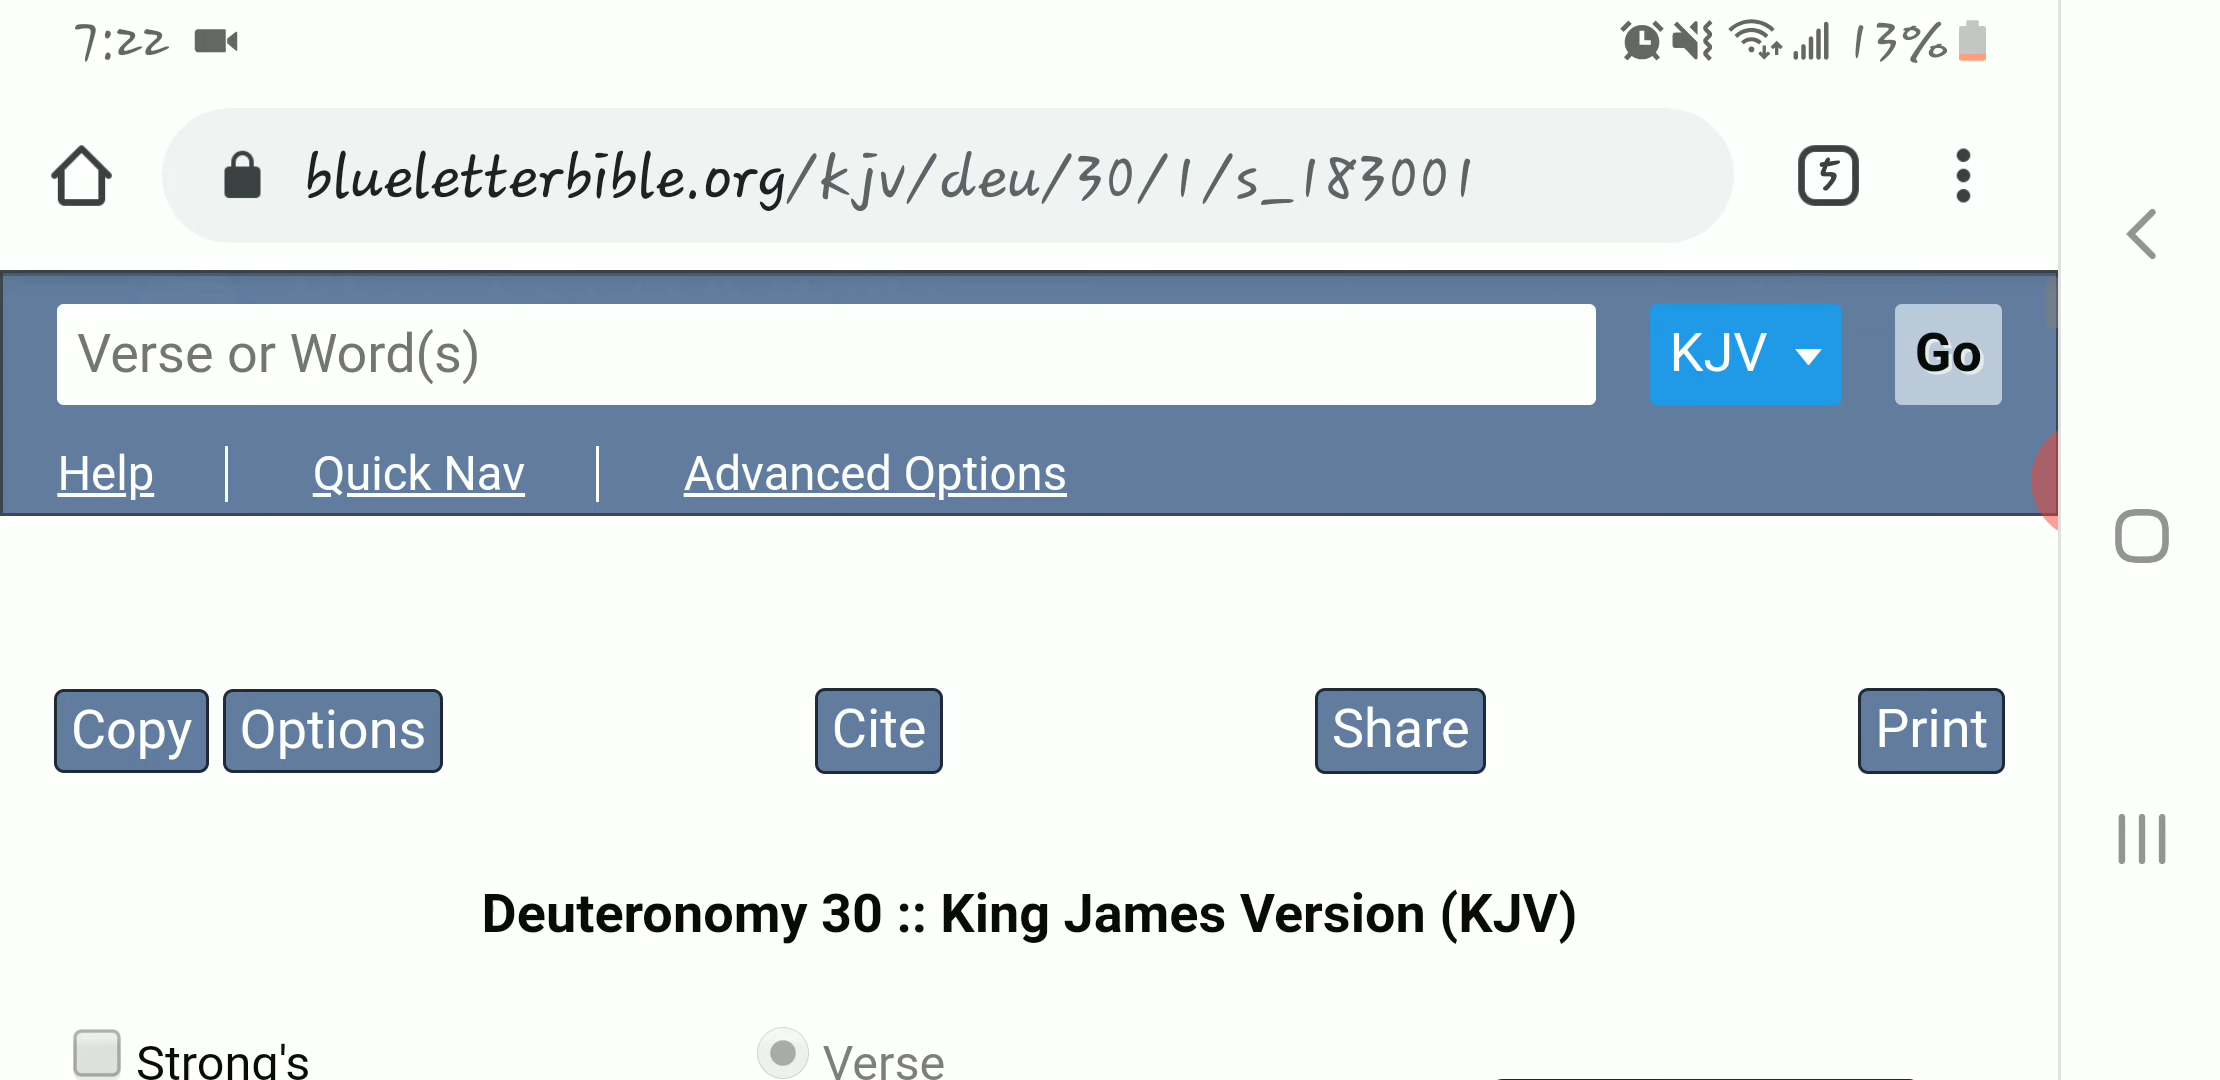 7:22 13%
blueletterbible.org/kjv/deu/30/1/s_183001 5
Verse or Word(s) KJV Go
Help Quick Nav Advanced Options
Copy Options Cite Share Print
Deuteronomy 30 :: King James Version (KJV)
Strong's Verse